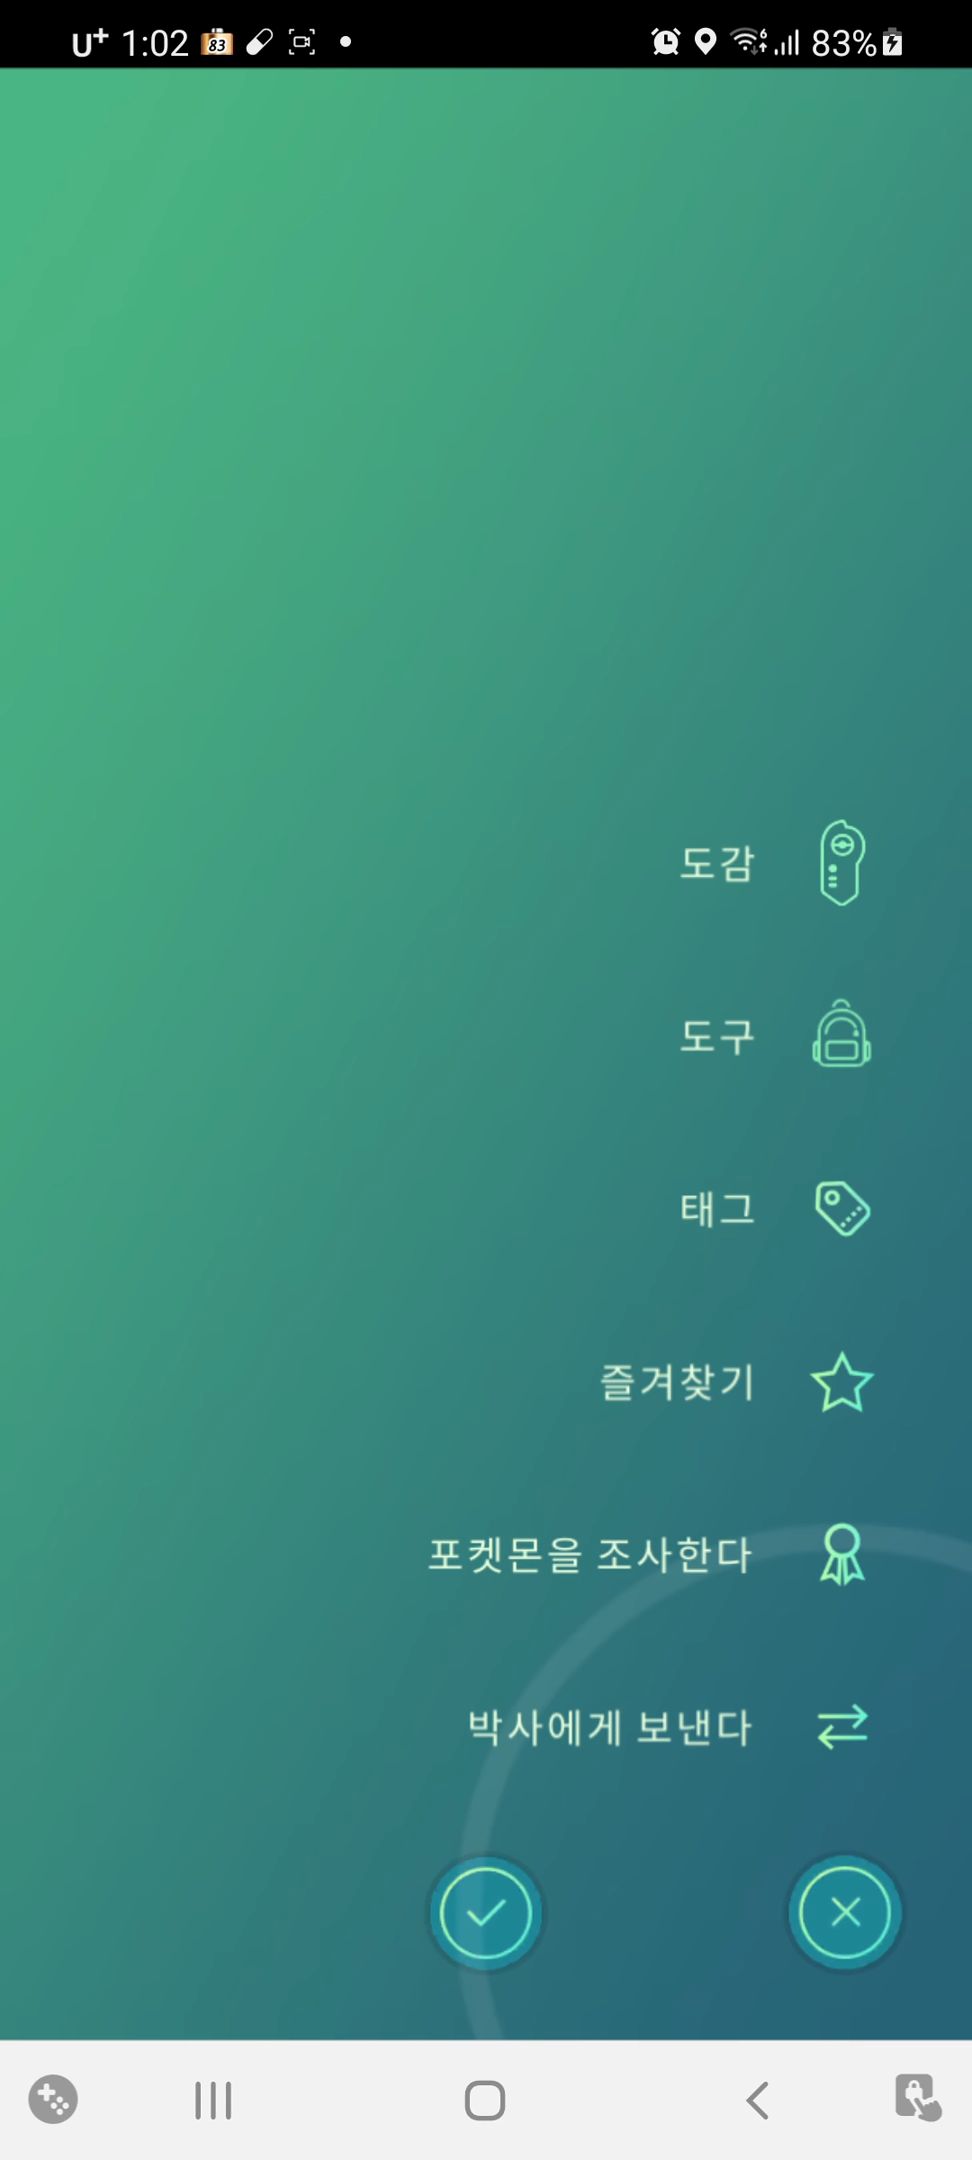 U+ 1:02 83 83%
도감
도구
태그
즐겨찾기
포켓몬을 조사한다
박사에게 보낸다